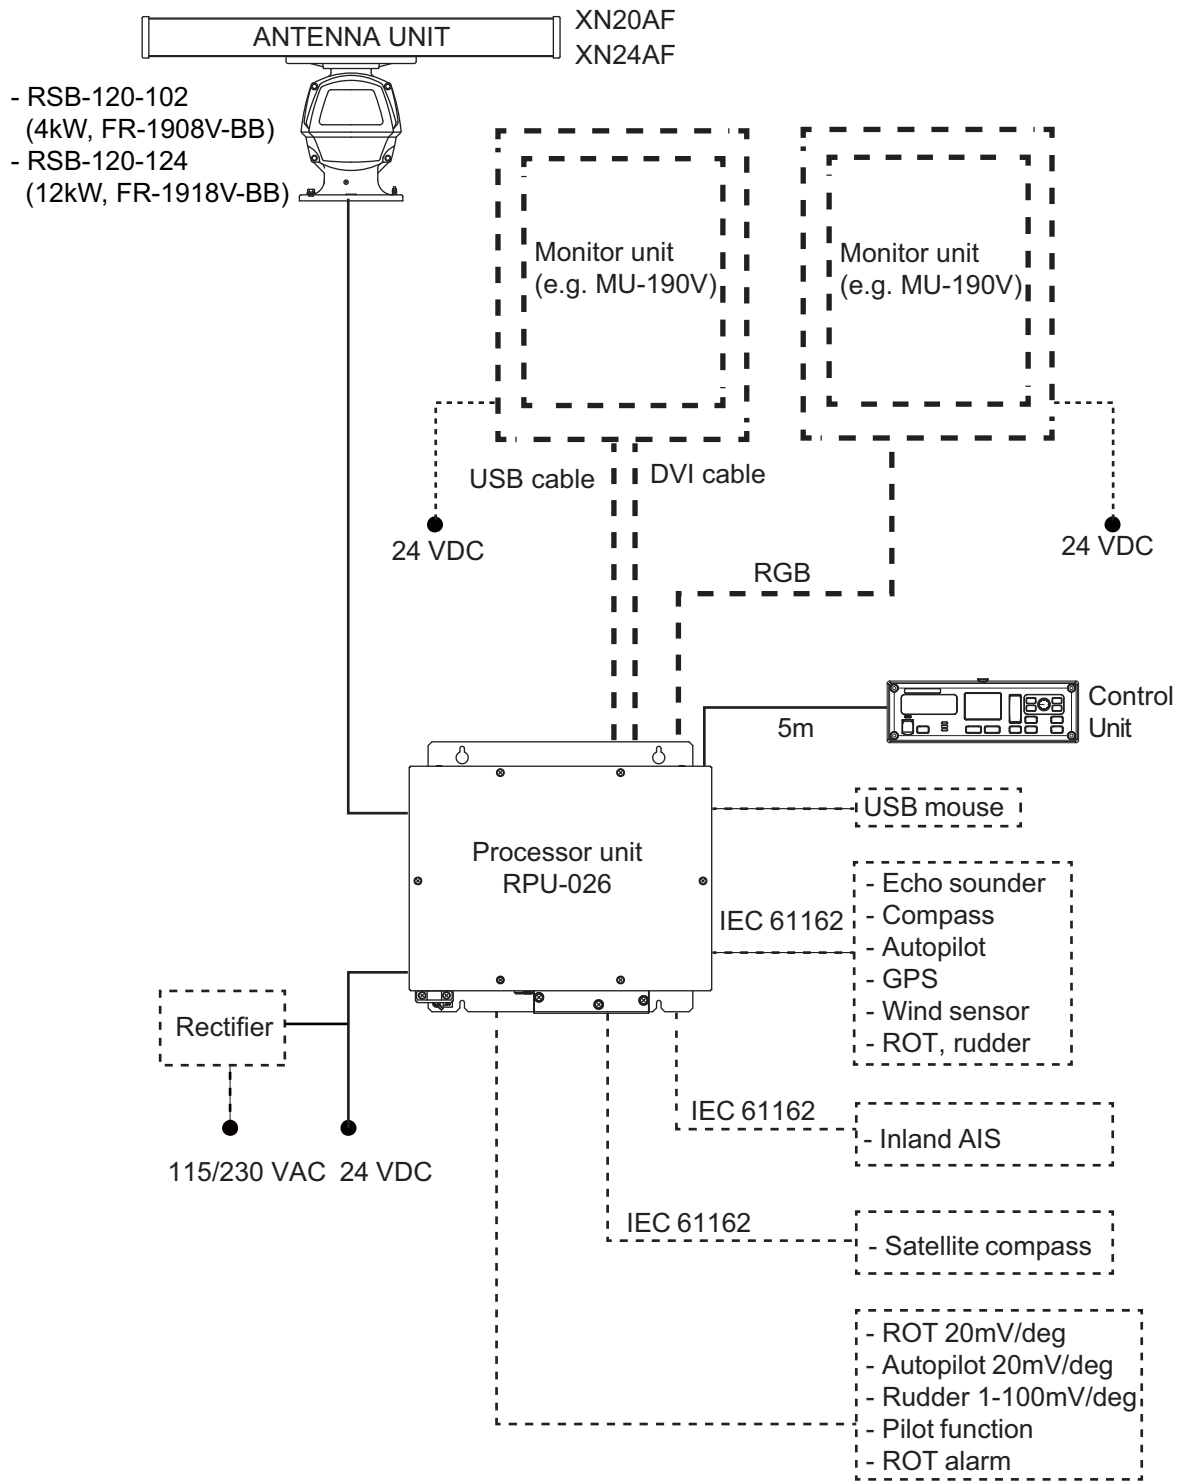 ANTENNA UNIT
XN20AF
XN24AF
- RSB-120-102
(4kW, FR-1908V-BB)
- RSB-120-124
(12kW, FR-1918V-BB)
Monitor unit
(e.g. MU-190V)
Monitor unit
(e.g. MU-190V)
USB cable
DVI cable
24 VDC
24 VDC
RGB
Control
Unit
5m
USB mouse
Processor unit
RPU-026
IEC 61162
- Echo sounder
- Compass
- Autopilot
- GPS
- Wind sensor
- ROT, rudder
Rectifier
115/230 VAC
24 VDC
IEC 61162
- Inland AIS
IEC 61162
- Satellite compass
- ROT 20mV/deg
- Autopilot 20mV/deg
- Rudder 1-100mV/deg
- Pilot function
- ROT alarm